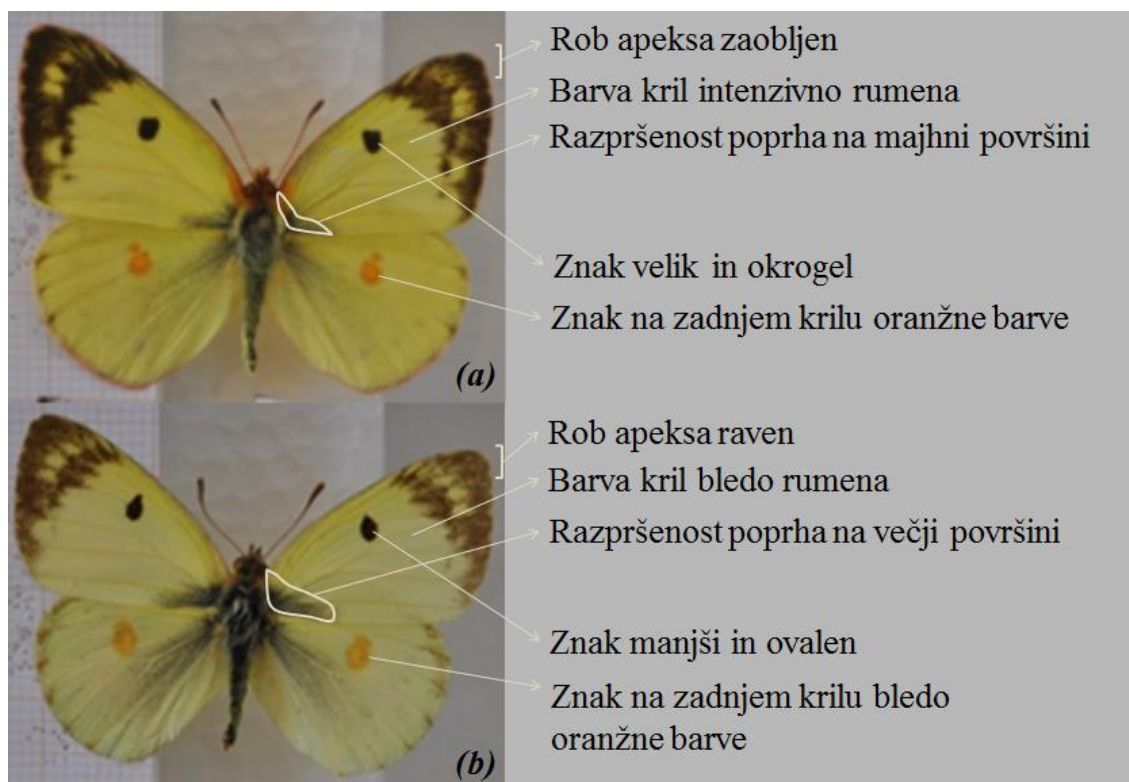 Rob apeksa zaobljen
Barva kril intenzivno rumena
Razpršenost poprha na majhni površini
Znak velik in okrogel
Znak na zadnjem krilu oranžne barve
(a)
Rob apeksa raven
Barva kril bledo rumena
Razpršenost poprha na večji površini
Znak manjši in ovalen
Znak na zadnjem krilu bledo
oranžne barve
(b)